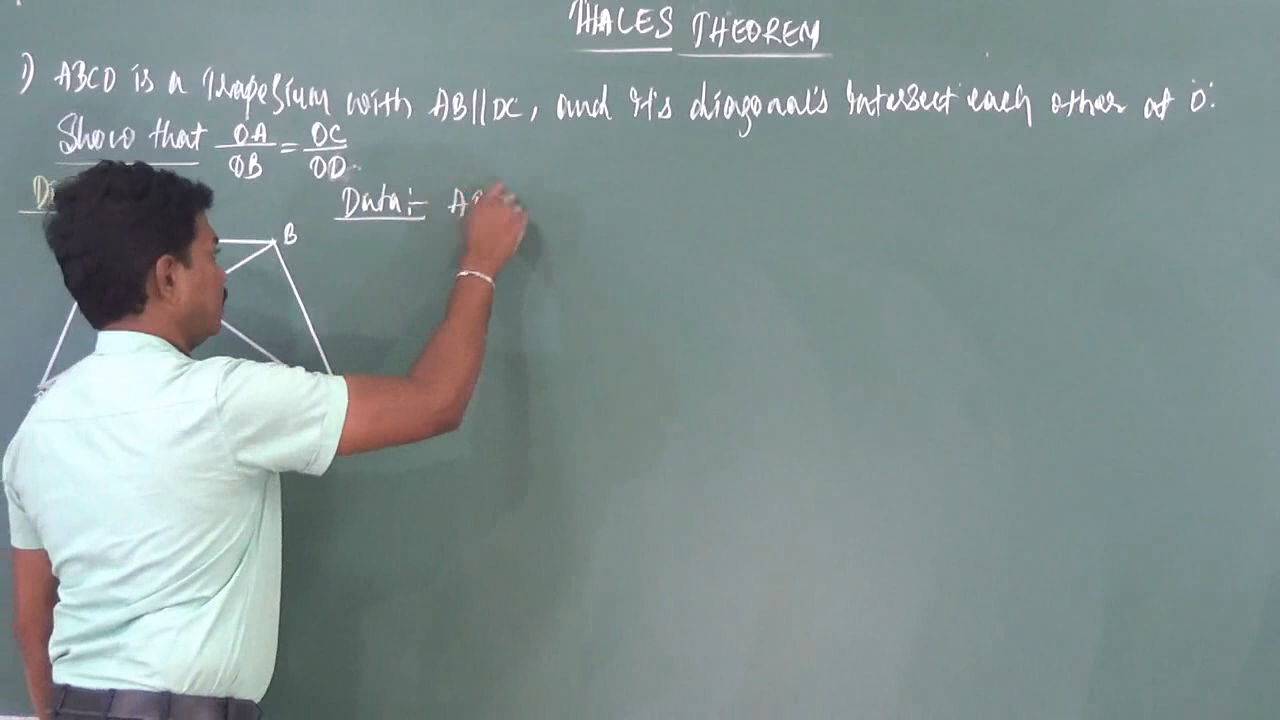 THALES THEOREM
1) ABCD is a Trapezium with AB||DC, and it's diagonal's intersect each other at O.
Show that OA/OB = OC/OD.
Data:-
B